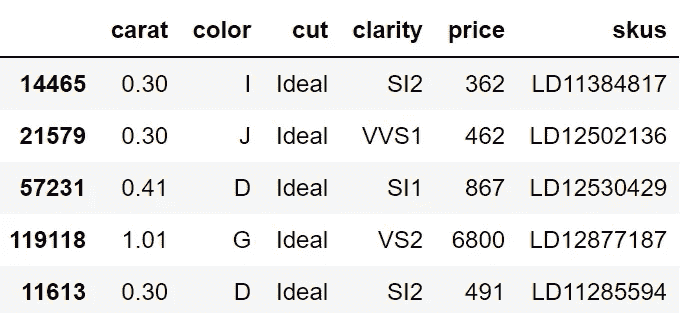 carat color cut clarity price skus
14465 0.30 I Ideal SI2 362 LD11384817
21579 0.30 J Ideal VVS1 462 LD12502136
57231 0.41 D Ideal SI1 867 LD12530429
119118 1.01 G Ideal VS2 6800 LD12877187
11613 0.30 D Ideal SI2 491 LD11285594